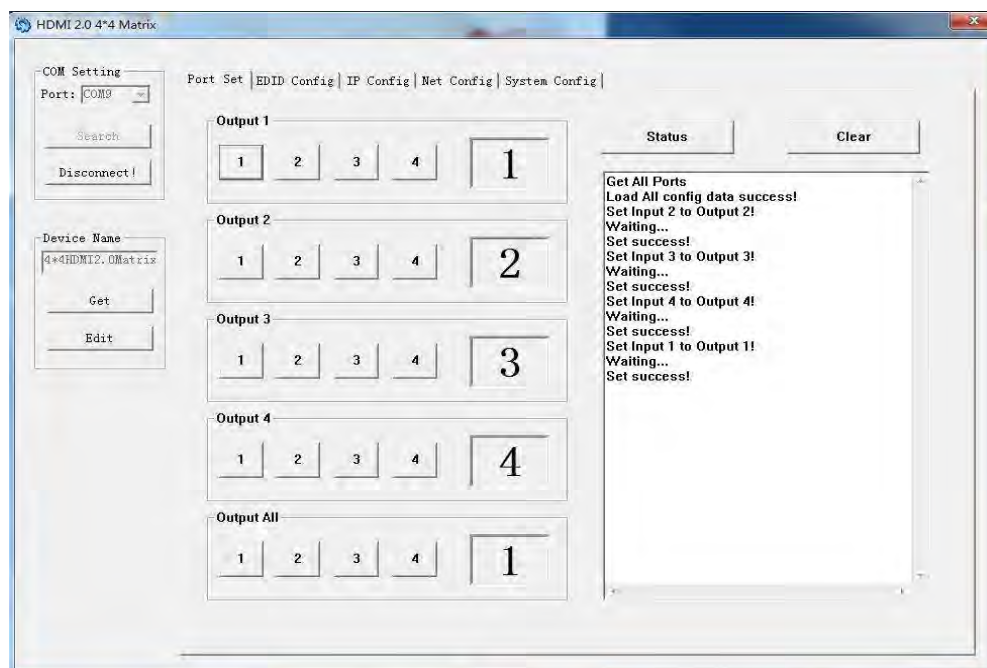 HDMI 2.0 4*4 Matrix
COM Setting
Port: COM9
Search
Disconnect!
Device Name
4*4HDMI2.0Matrix
Get
Edit
Port Set EDID Config IP Config Net Config System Config
Output 1
1 2 3 4 1
Output 2
1 2 3 4 2
Output 3
1 2 3 4 3
Output 4
1 2 3 4 4
Output All
1 2 3 4 1
Status Clear
Get All Ports
Load All config data success!
Set Input 2 to Output 2!
Waiting...
Set success!
Set Input 3 to Output 3!
Waiting...
Set success!
Set Input 4 to Output 4!
Waiting...
Set success!
Set Input 1 to Output 1!
Waiting...
Set success!